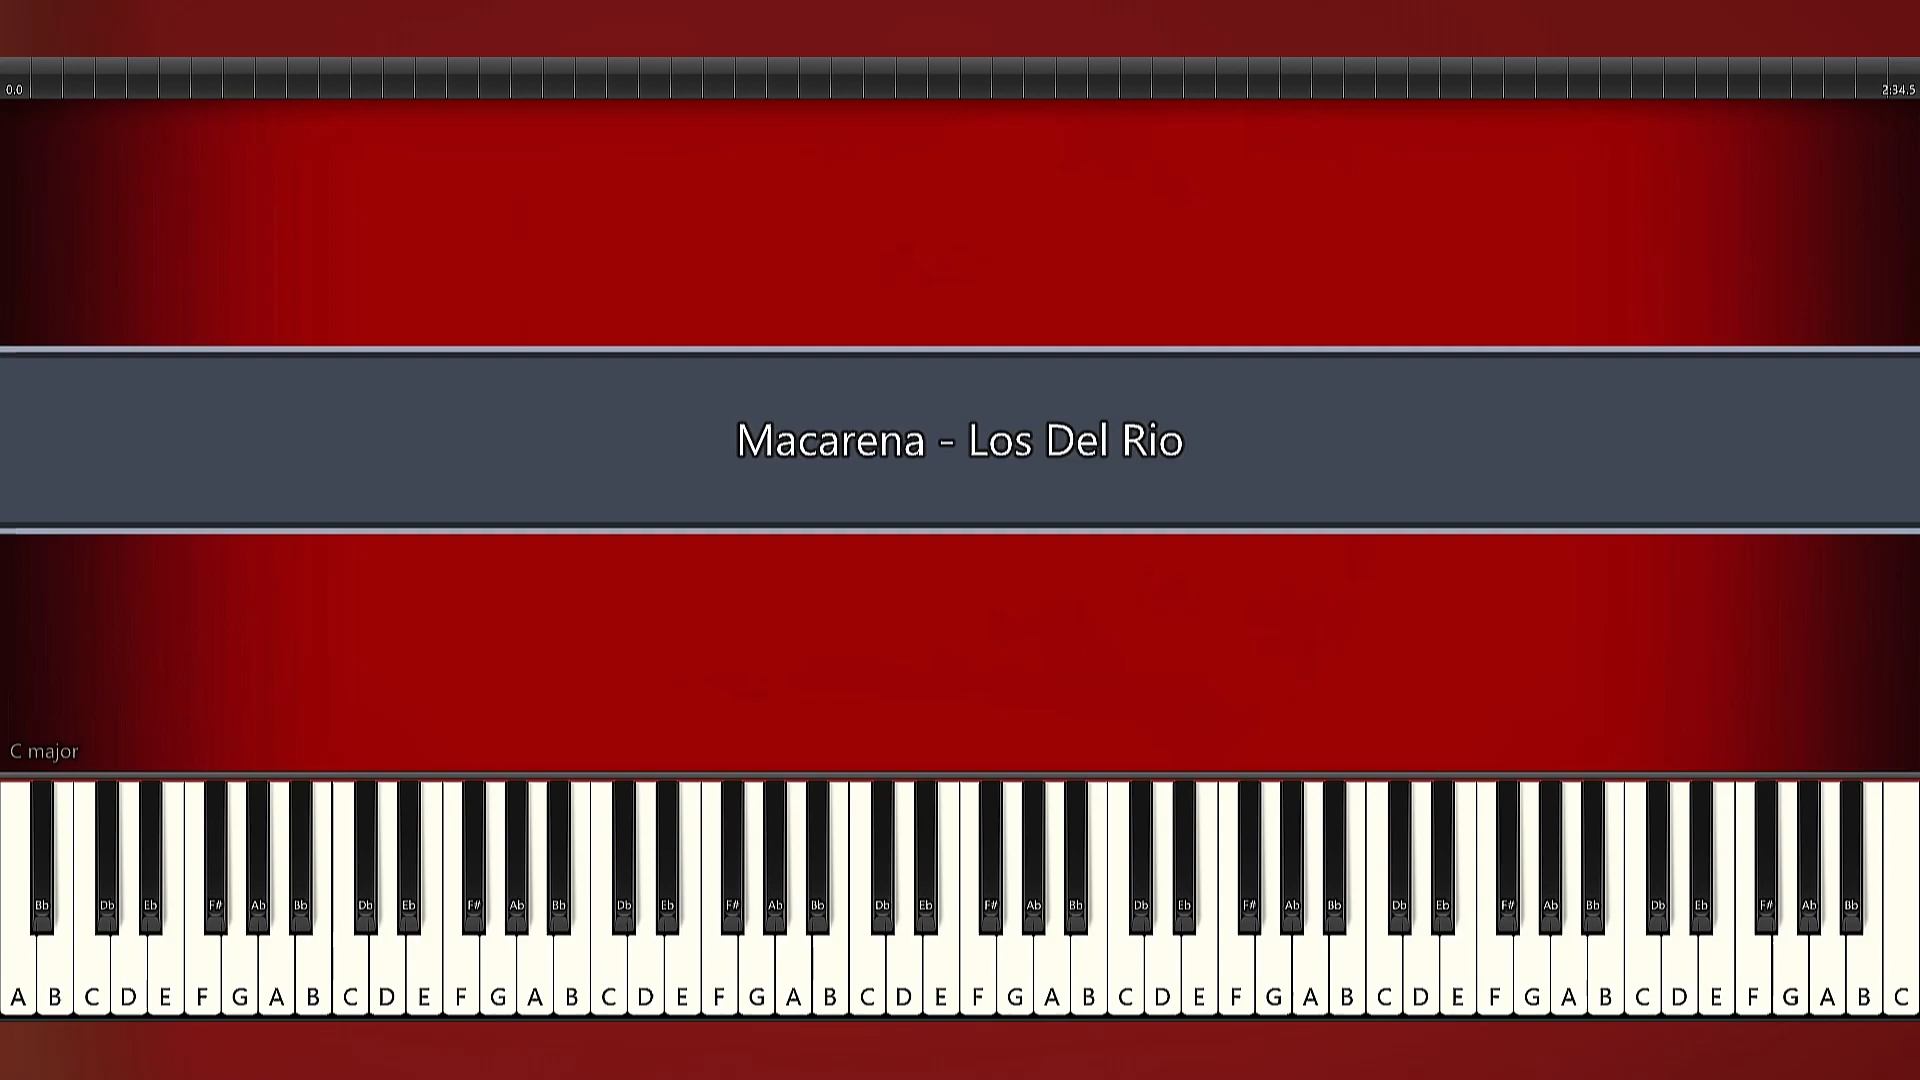 0.0 2:34.5
Macarena - Los Del Rio
C major
Bb Db Eb F# Ab Bb Db Eb F# Ab Bb Db Eb F# Ab Bb Db Eb F# Ab Bb Db Eb F# Ab Bb Db Eb F# Ab Bb Db Eb F# Ab Bb
A B C D E F G A B C D E F G A B C D E F G A B C D E F G A B C D E F G A B C D E F G A B C D E F G A B C